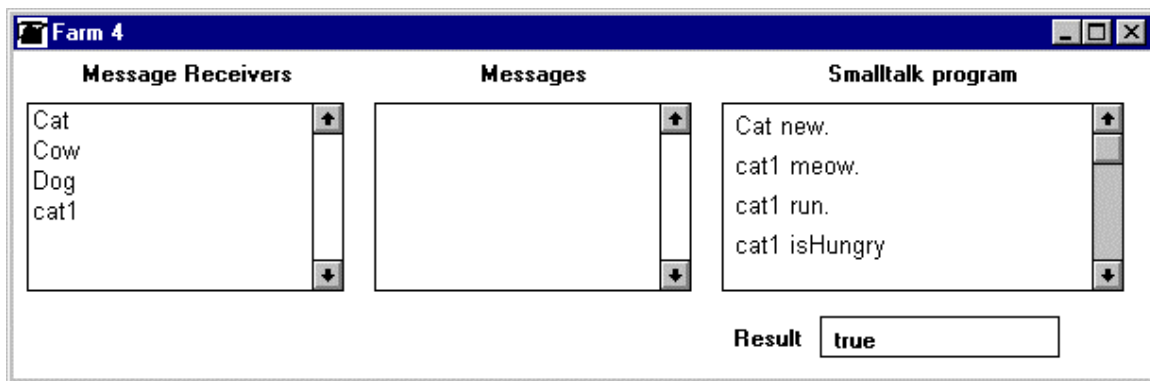 Farm 4
Message Receivers
Messages
Smalltalk program
Cat
Cow
Dog
cat1
Cat new.
cat1 meow.
cat1 run.
cat1 isHungry
Result
true